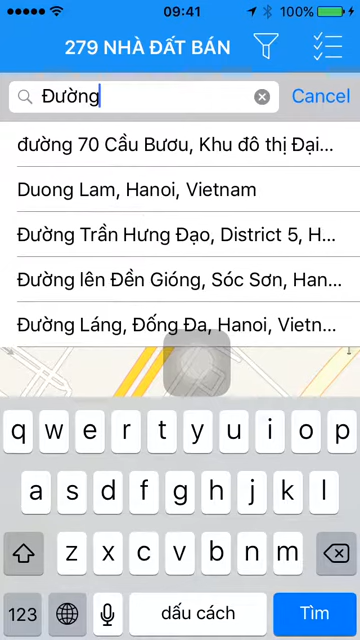 09:41
100%
279 NHÀ ĐẤT BÁN
Đường
Cancel
đường 70 Cầu Bươu, Khu đô thị Đại...
Duong Lam, Hanoi, Vietnam
Đường Trần Hưng Đạo, District 5, H...
Đường lên Đền Gióng, Sóc Sơn, Han...
Đường Láng, Đống Đa, Hanoi, Vietn...
q w e r t y u i o p
a s d f g h j k l
z x c v b n m
123
dấu cách
Tìm